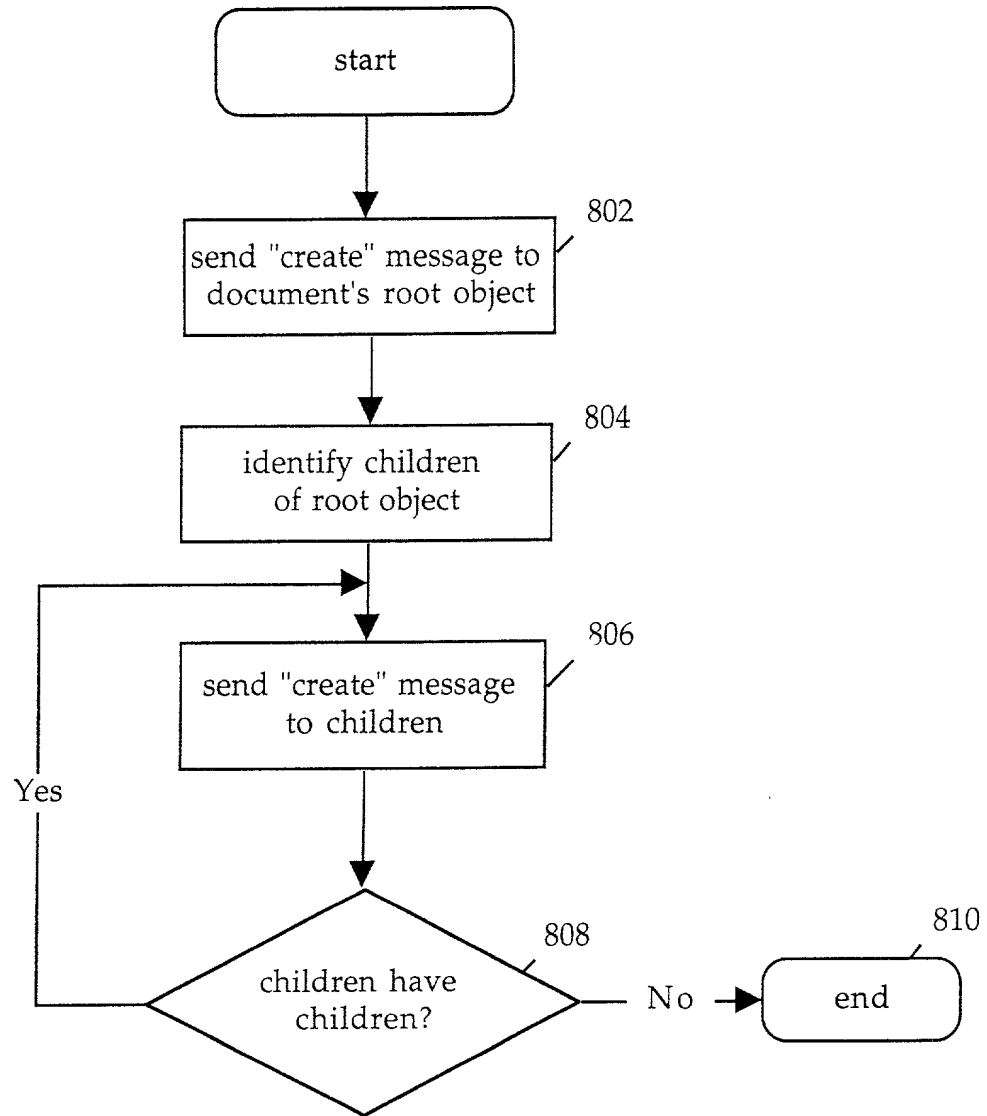 start
802
send "create" message to
document's root object
804
identify children
of root object
806
send "create" message
to children
Yes
808
children have
children?
No
810
end